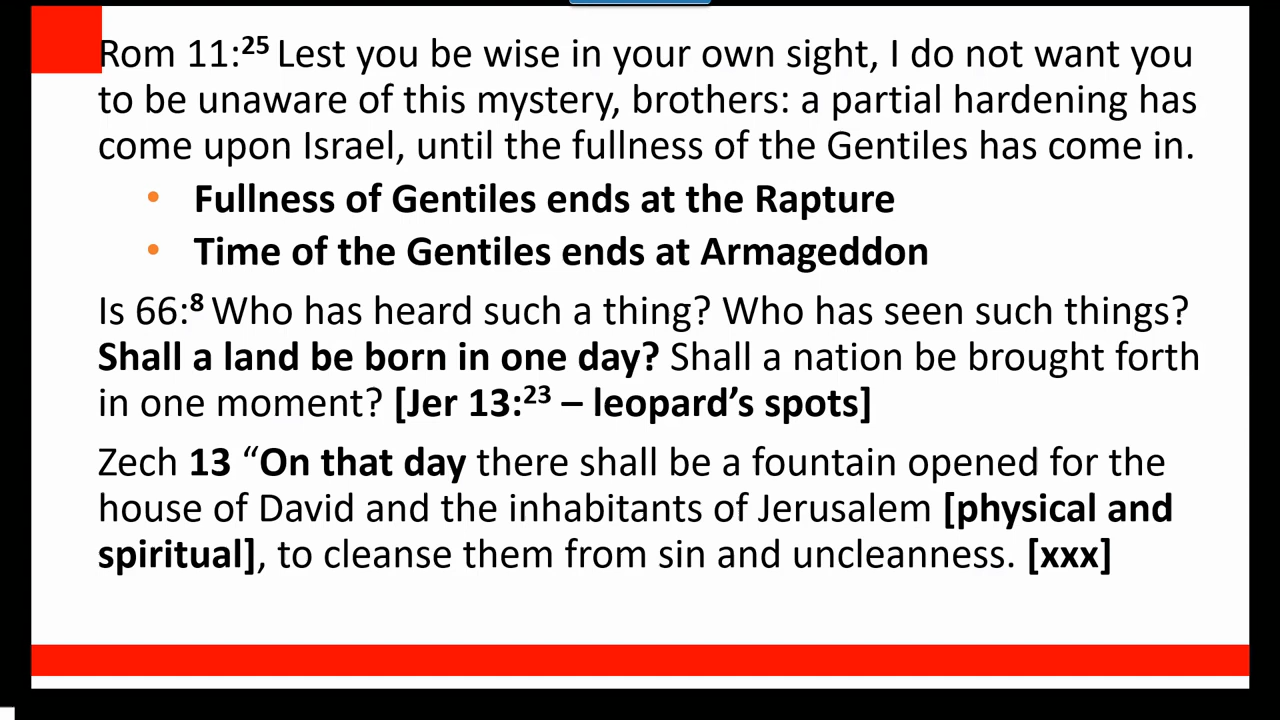 Rom 11:25 Lest you be wise in your own sight, I do not want you
to be unaware of this mystery, brothers: a partial hardening has
come upon Israel, until the fullness of the Gentiles has come in.
• Fullness of Gentiles ends at the Rapture
• Time of the Gentiles ends at Armageddon
Is 66:8 Who has heard such a thing? Who has seen such things?
Shall a land be born in one day? Shall a nation be brought forth
in one moment? [Jer 13:23 – leopard’s spots]
Zech 13 “On that day there shall be a fountain opened for the
house of David and the inhabitants of Jerusalem [physical and
spiritual], to cleanse them from sin and uncleanness. [xxx]